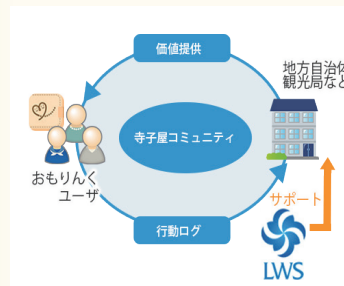 価値提供
地方自治体
観光局など
寺子屋コミュニティ
おもりんく
ユーザ
サポート
行動ログ
LWS